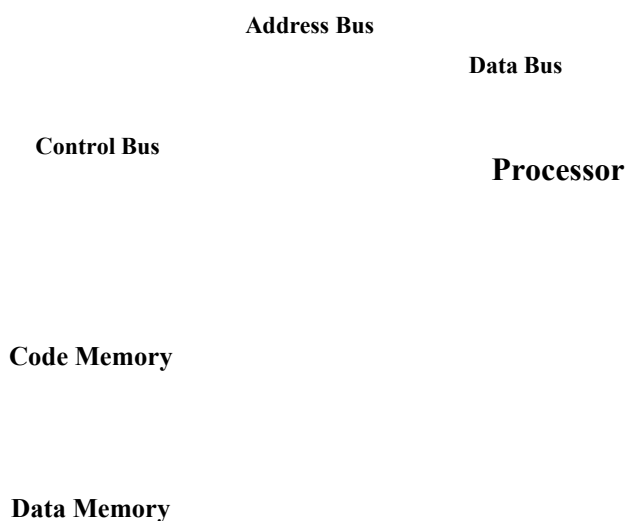 Address Bus
Data Bus
Control Bus
Processor
Code Memory
Data Memory